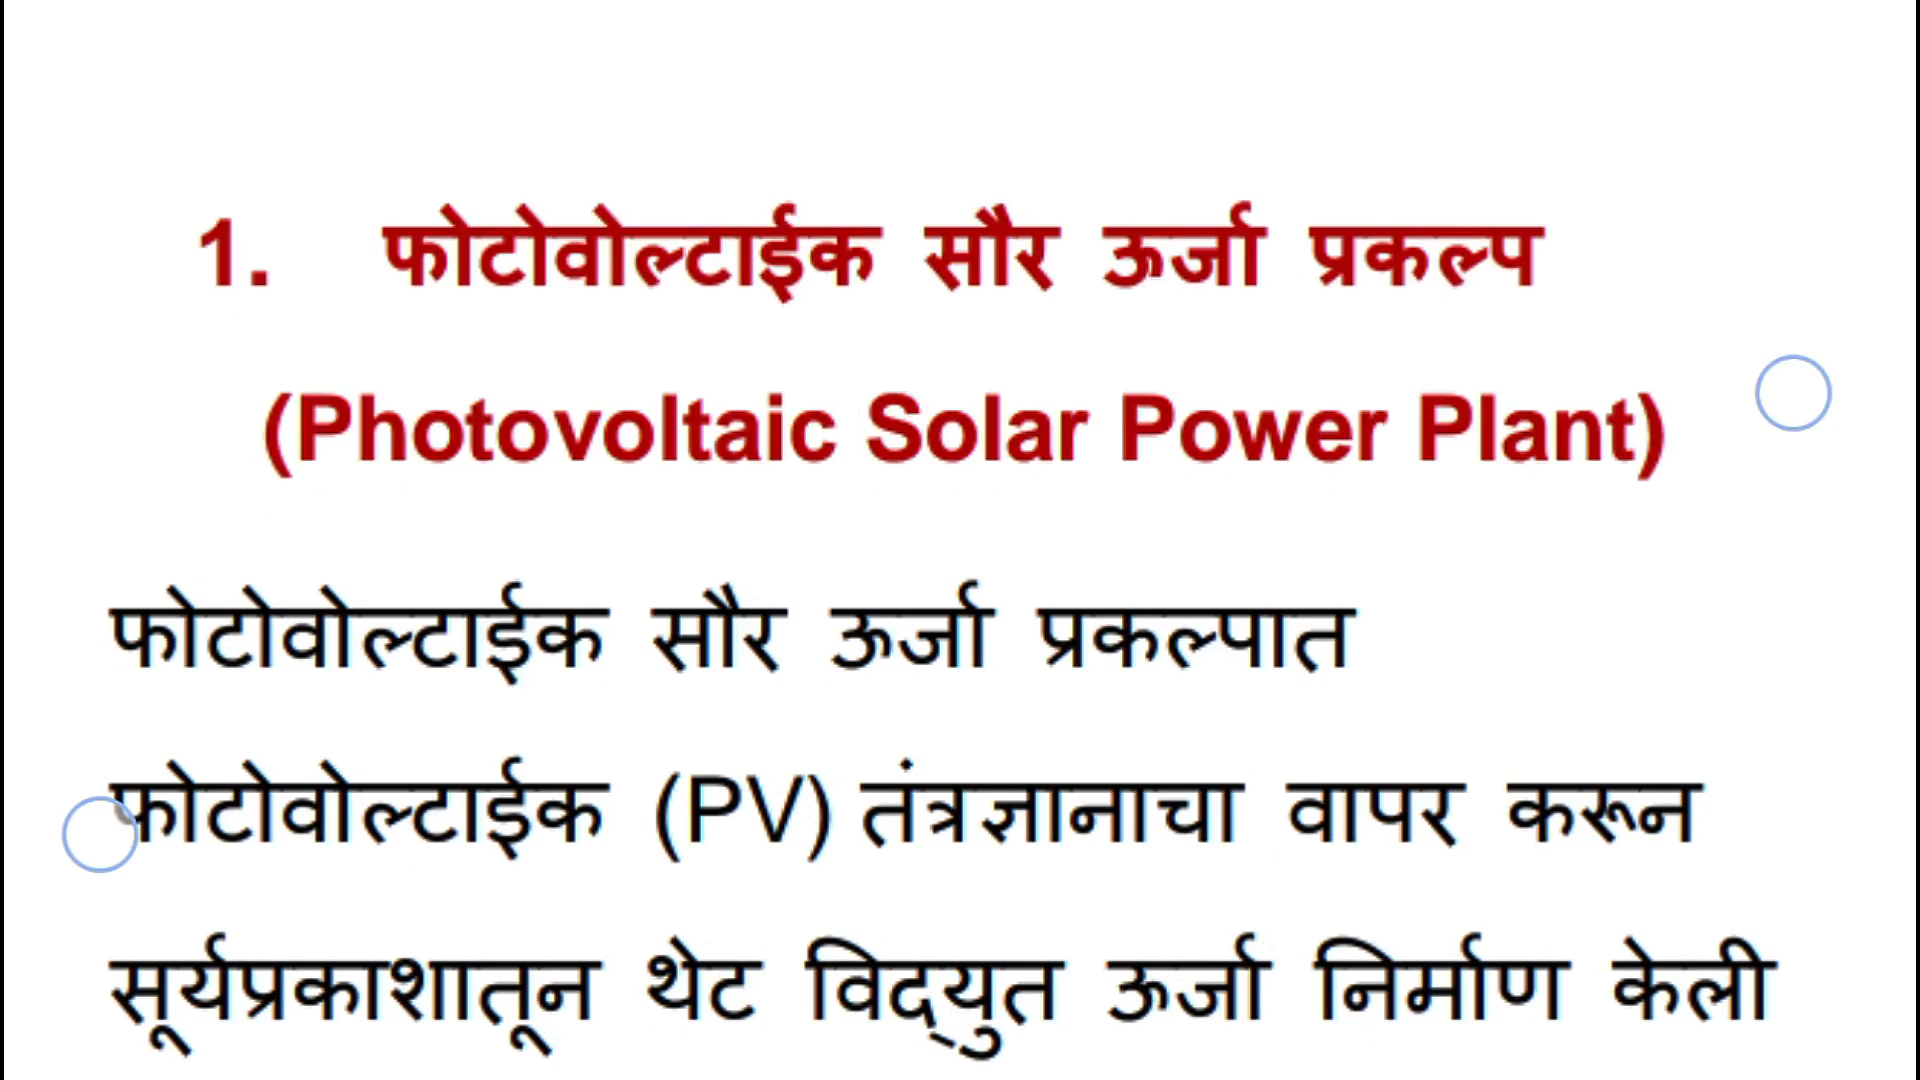 1. फोटोवोल्टाईक सौर ऊर्जा प्रकल्प
(Photovoltaic Solar Power Plant)
फोटोवोल्टाईक सौर ऊर्जा प्रकल्पात
फोटोवोल्टाईक (PV) तंत्रज्ञानाचा वापर करून
सूर्यप्रकाशातून थेट विद्‌युत ऊर्जा निर्माण केली